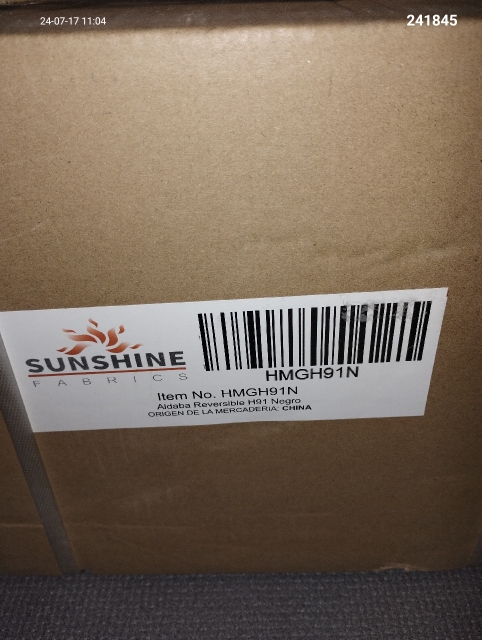 24-07-17 11:04
241845
SUNSHINE
FABRICS
HMGH91N
Item No. HMGH91N
Aldaba Reversible H91 Negro
ORIGEN DE LA MERCADERIA: CHINA